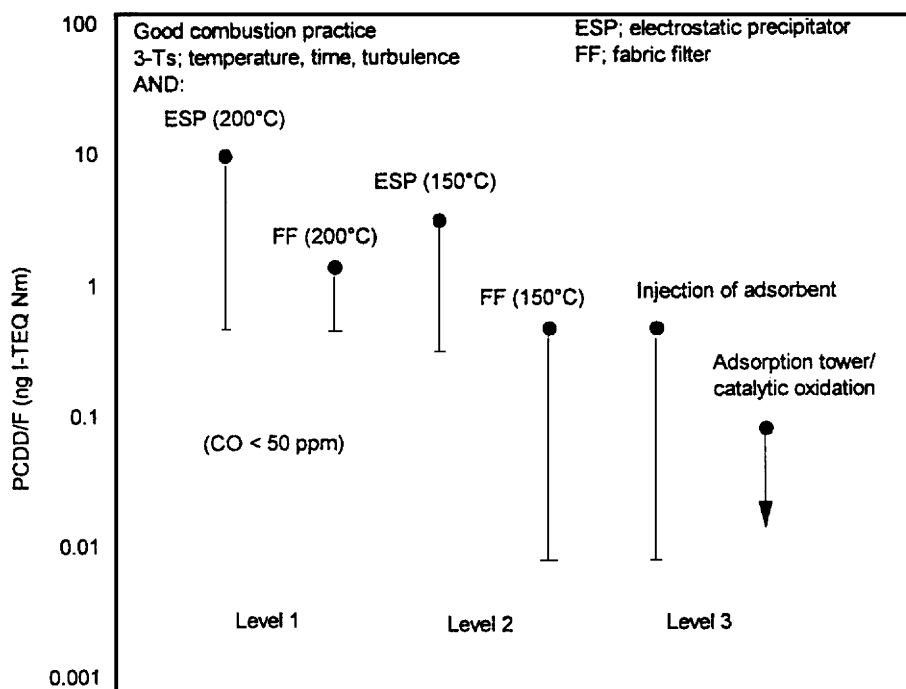 100
10
1
0.1
0.01
0.001
PCDD/F (ng I-TEQ Nm)
Good combustion practice
3-Ts; temperature, time, turbulence
AND:
ESP; electrostatic precipitator
FF; fabric filter
ESP (200°C)
FF (200°C)
ESP (150°C)
FF (150°C)
Injection of adsorbent
Adsorption tower/
catalytic oxidation
(CO < 50 ppm)
Level 1
Level 2
Level 3